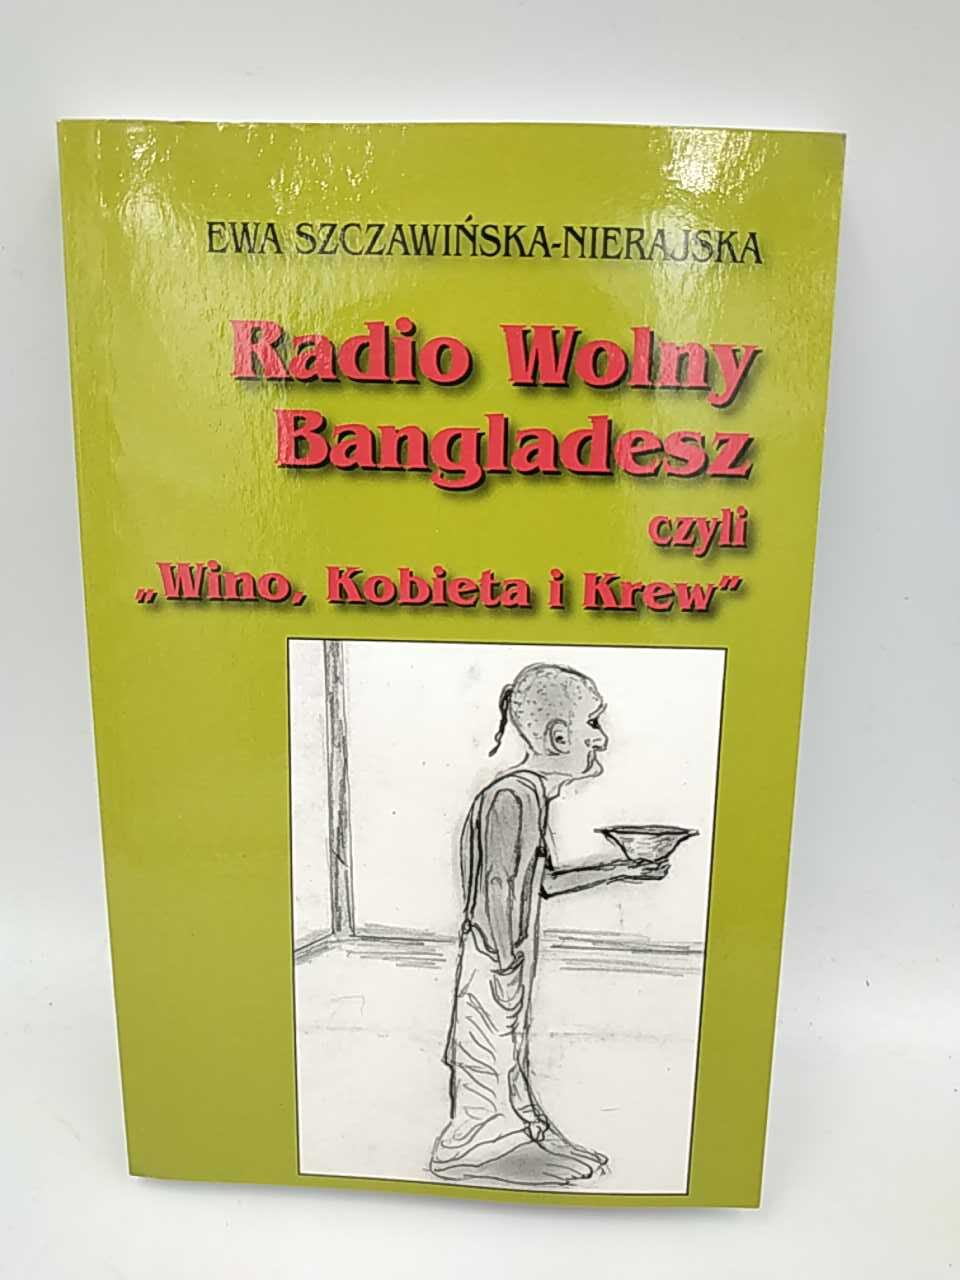 EWA SZCZAWIŃSKA-NIERAJSKA
Radio Wolny
Bangladesz
czyli
„Wino, Kobieta i Krew”